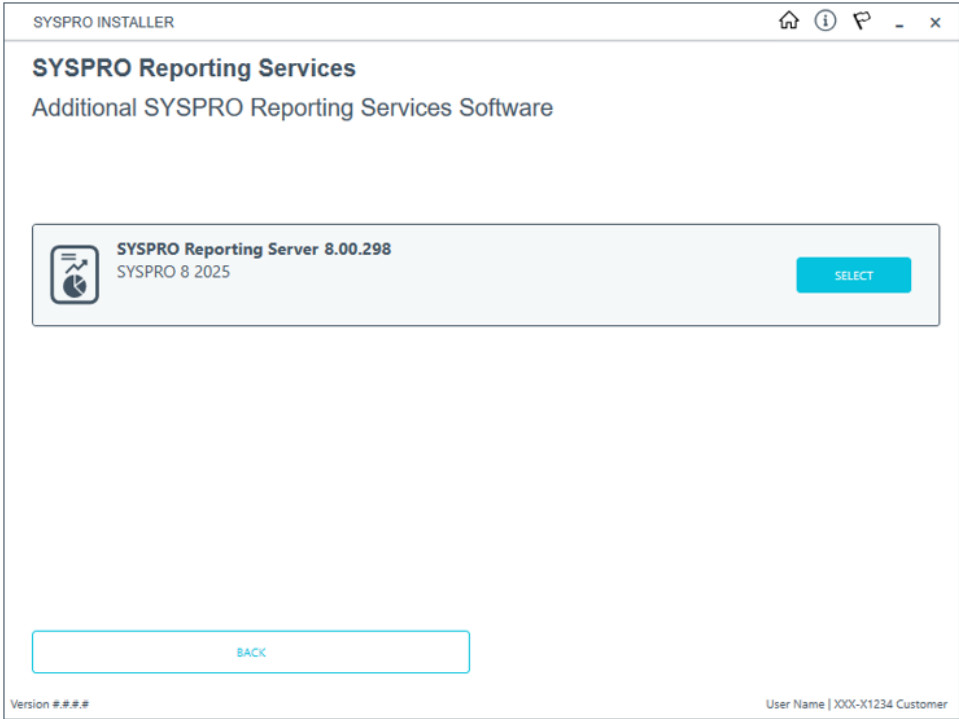 SYSPRO INSTALLER
SYSPRO Reporting Services
Additional SYSPRO Reporting Services Software
SYSPRO Reporting Server 8.00.298
SYSPRO 8 2025
SELECT
BACK
Version #.#.#.#
User Name | XXX-X1234 Customer